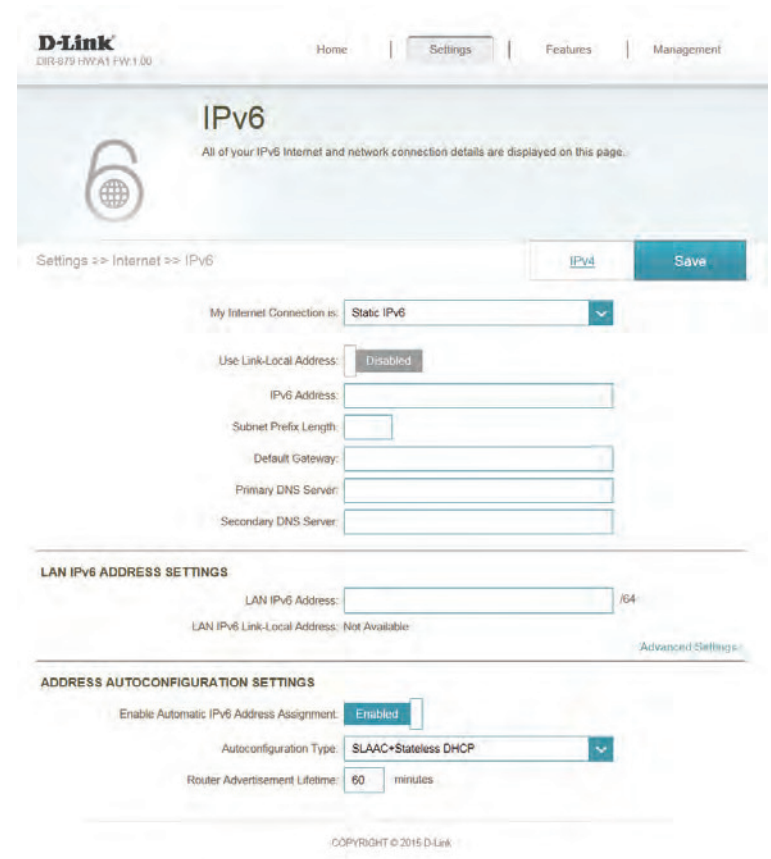 D-Link
DIR-879 HW:A1 FW:1.00
Home | Settings | Features | Management
IPv6
All of your IPv6 Internet and network connection details are displayed on this page.
Settings >> Internet >> IPv6
IPv4
Save
My Internet Connection is: Static IPv6
Use Link-Local Address: Disabled
IPv6 Address:
Subnet Prefix Length:
Default Gateway:
Primary DNS Server:
Secondary DNS Server:
LAN IPv6 ADDRESS SETTINGS
LAN IPv6 Address: /64
LAN IPv6 Link-Local Address: Not Available
Advanced Settings
ADDRESS AUTOCONFIGURATION SETTINGS
Enable Automatic IPv6 Address Assignment: Enabled
Autoconfiguration Type: SLAAC+Stateless DHCP
Router Advertisement Lifetime: 60 minutes
COPYRIGHT © 2015 D-Link